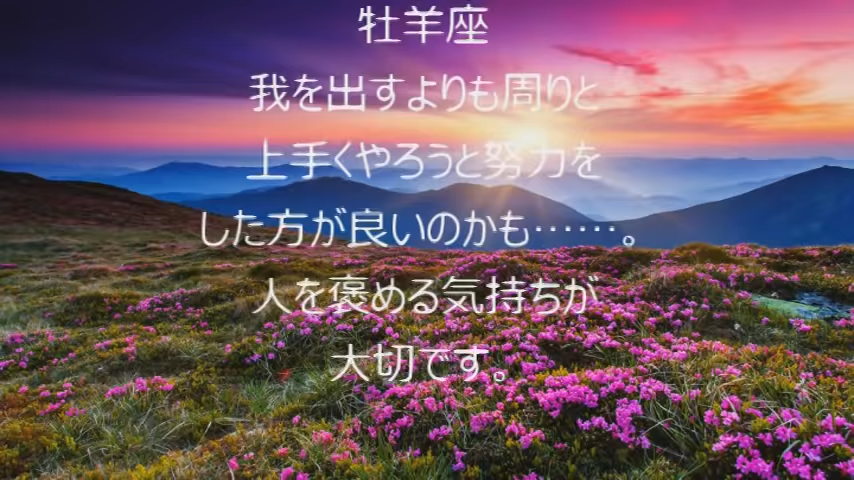 牡羊座
我を出すよりも周りと
上手くやろうと努力を
した方が良いのかも……。
人を褒める気持ちが
大切です。